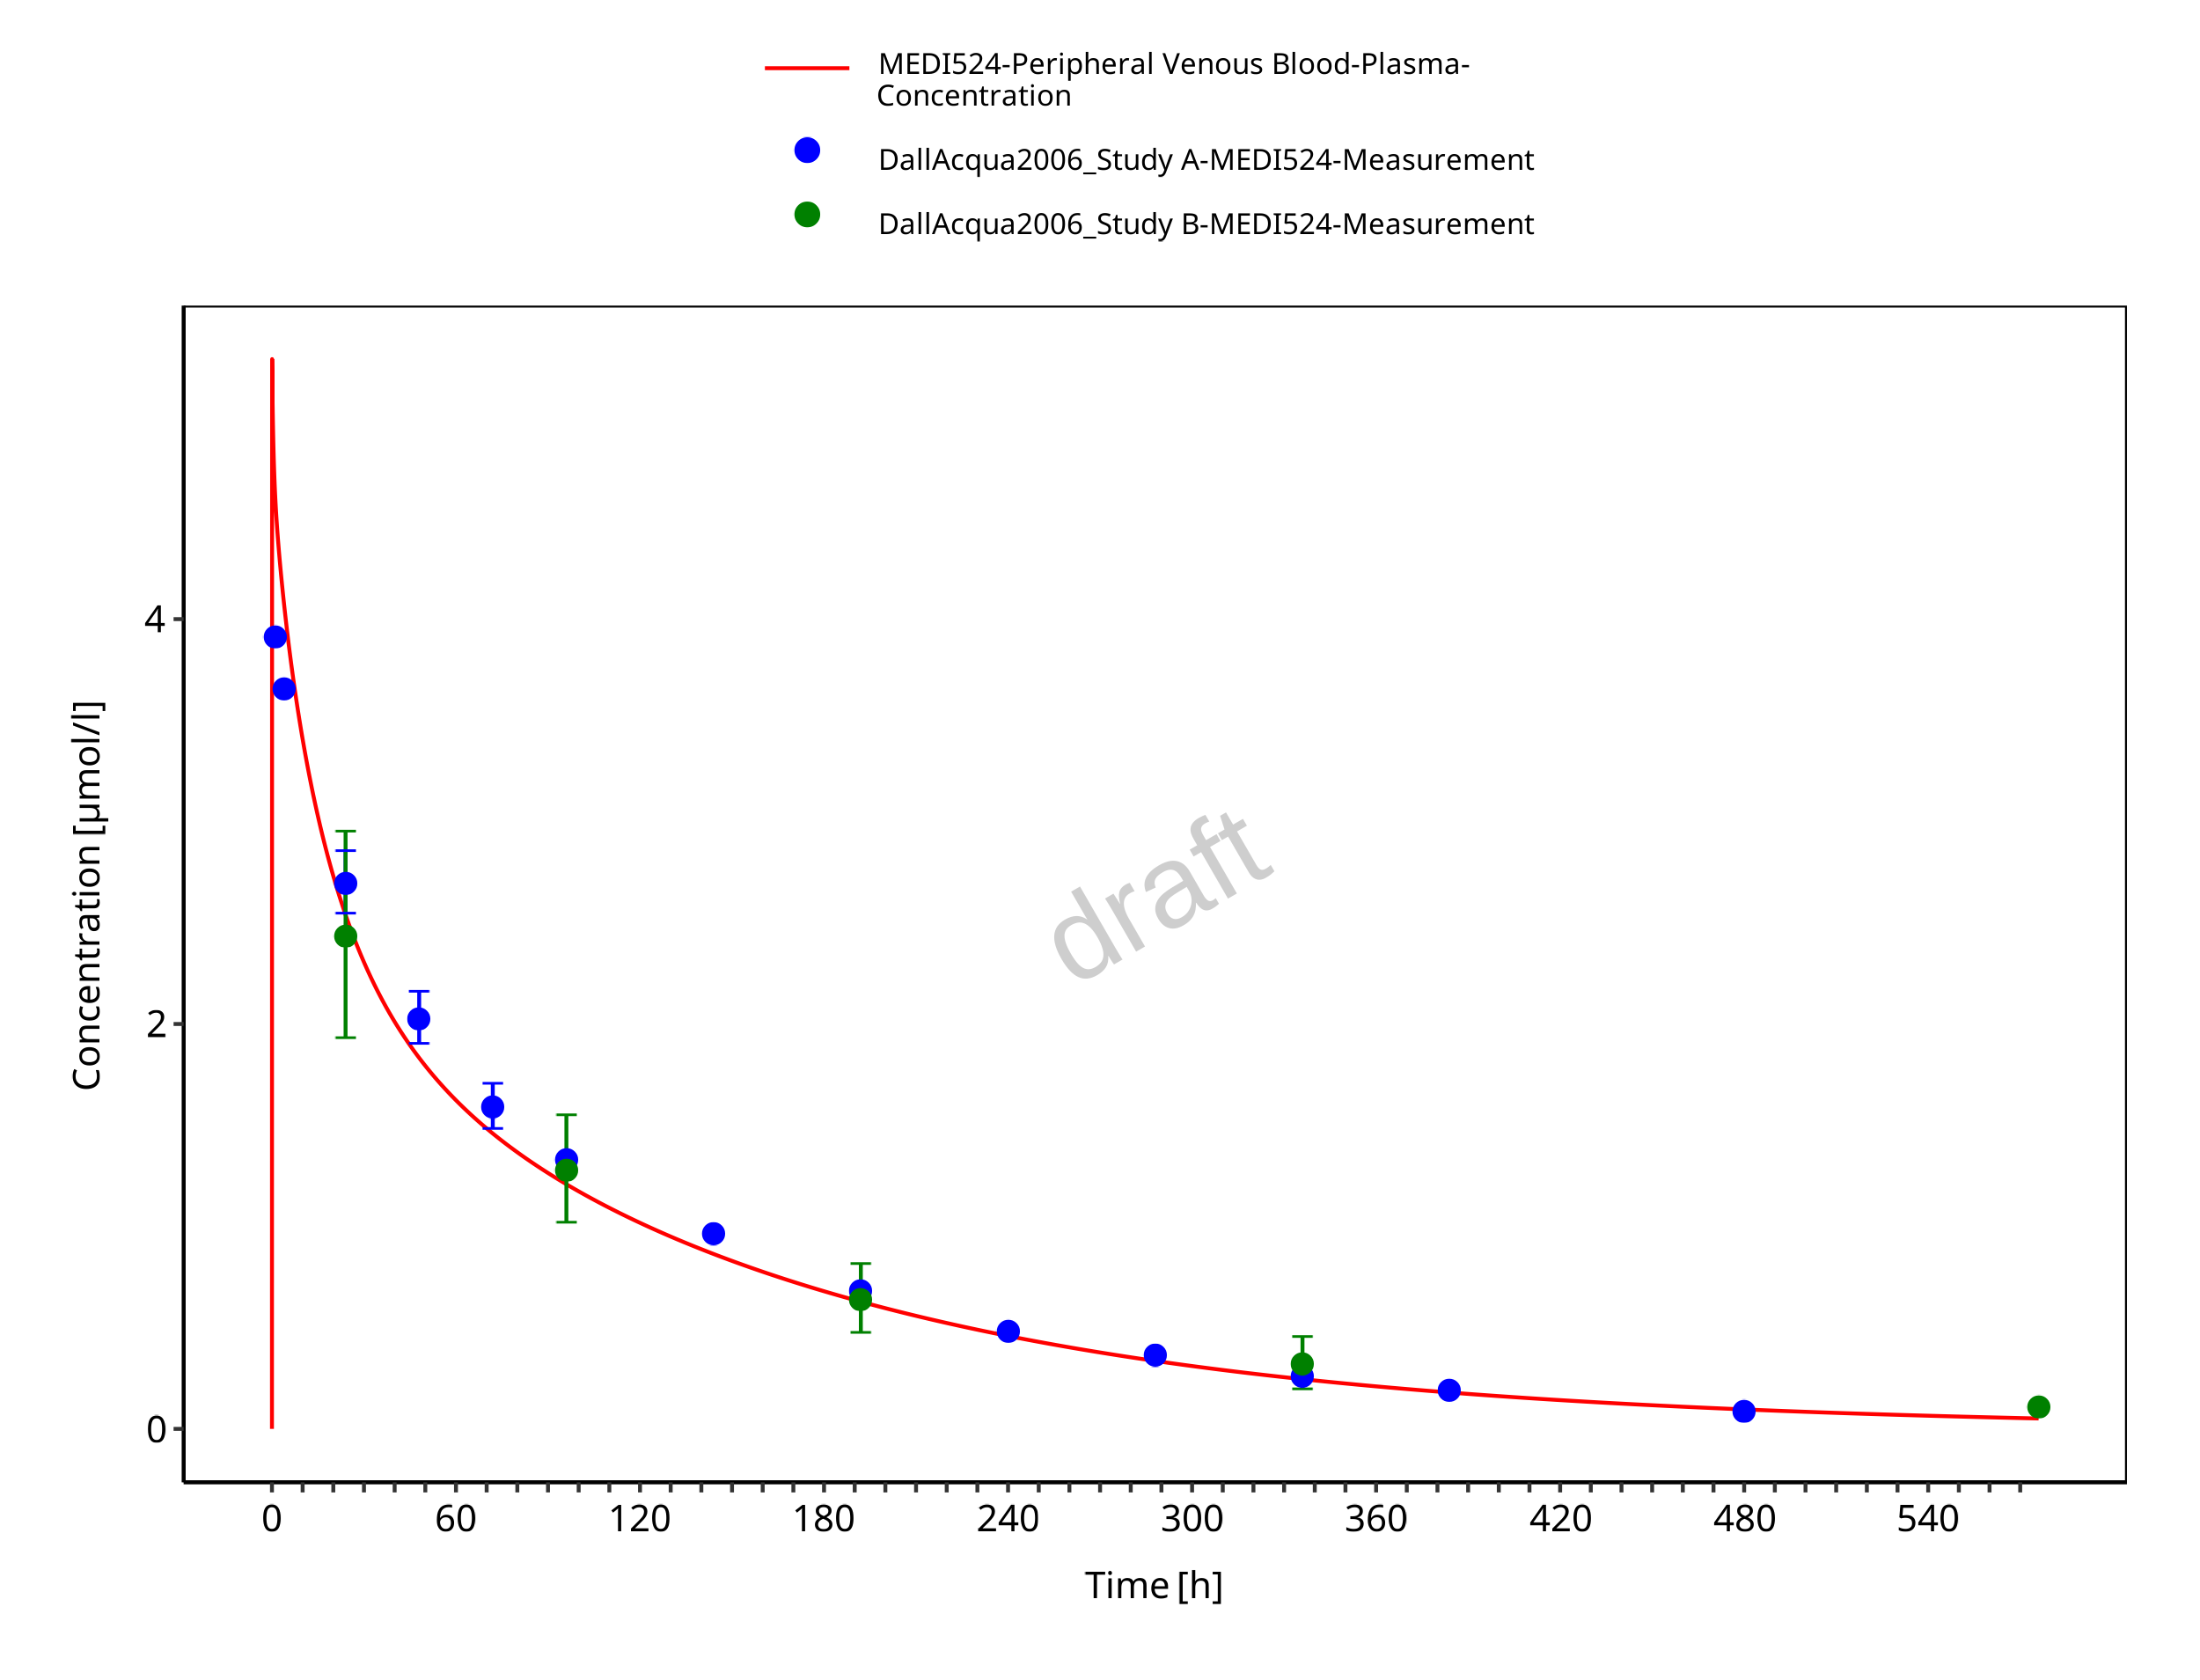 MEDI524-Peripheral Venous Blood-Plasma-
Concentration
DallAcqua2006_Study A-MEDI524-Measurement
DallAcqua2006_Study B-MEDI524-Measurement
Concentration [µmol/l]
4
2
0
draft
0 60 120 180 240 300 360 420 480 540
Time [h]